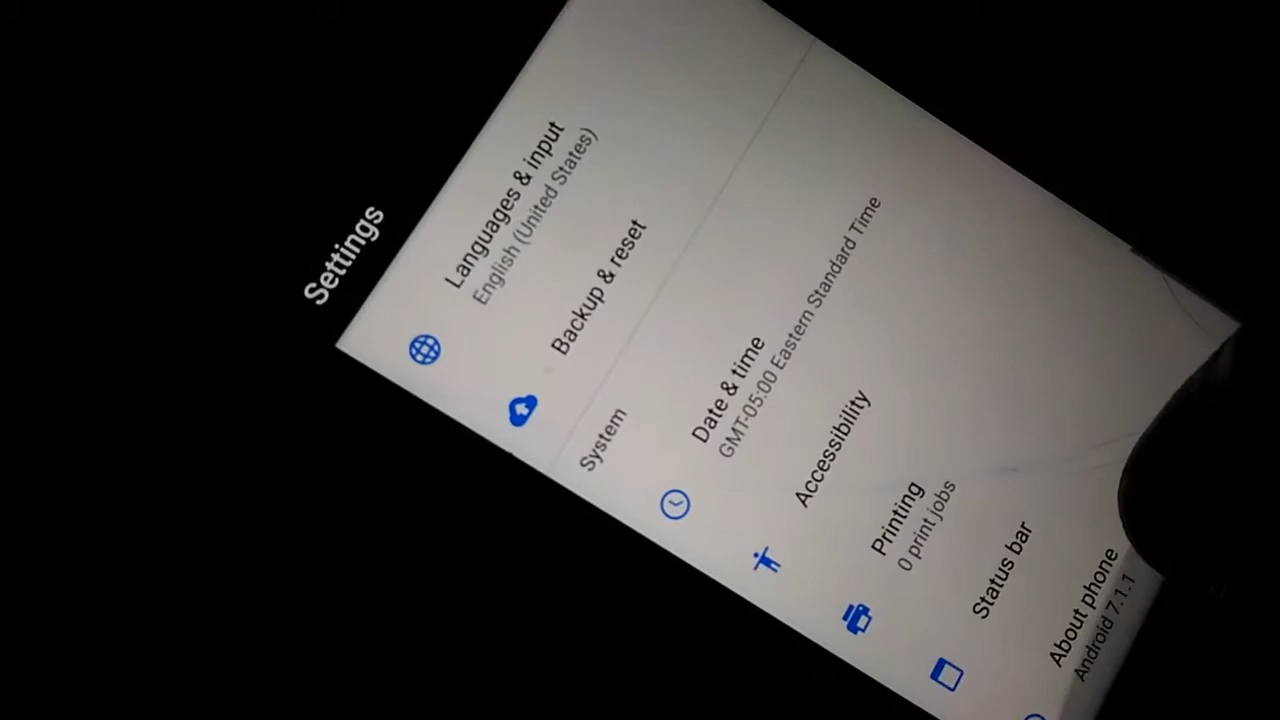 Settings
Languages & input
English (United States)
Backup & reset
System
Date & time
GMT-05:00 Eastern Standard Time
Accessibility
Printing
0 print jobs
Status bar
About phone
Android 7.1.1